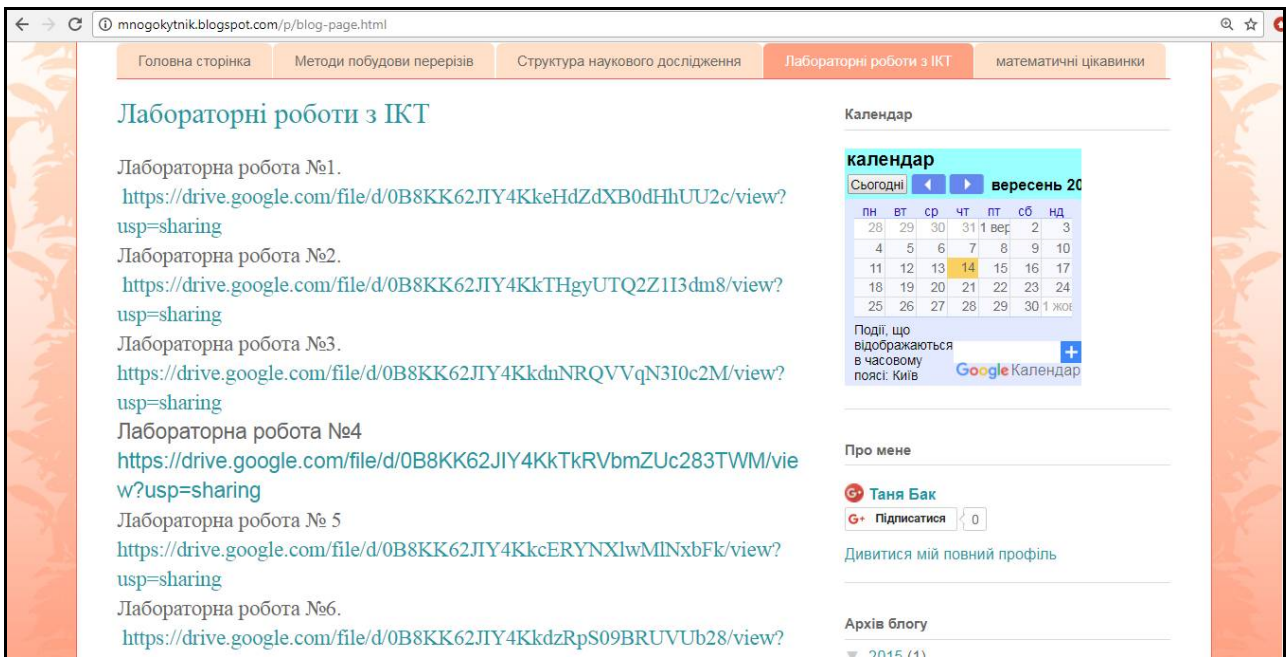 mnogokytnik.blogspot.com/p/blog-page.html
Головна сторінка
Методи побудови перерізів
Структура наукового дослідження
Лабораторні роботи з ІКТ
математичні цікавинки
Лабораторні роботи з ІКТ
Лабораторна робота №1.
https://drive.google.com/file/d/0B8KK62JIY4KkeHdZdXB0dHhUU2c/view?
usp=sharing
Лабораторна робота №2.
https://drive.google.com/file/d/0B8KK62JIY4KkTHgyUTQ2Z1I3dm8/view?
usp=sharing
Лабораторна робота №3.
https://drive.google.com/file/d/0B8KK62JIY4KkdnNRQVVqN3I0c2M/view?
usp=sharing
Лабораторна робота №4
https://drive.google.com/file/d/0B8KK62JIY4KkTkRVbmZUc283TWM/vie
w?usp=sharing
Лабораторна робота № 5
https://drive.google.com/file/d/0B8KK62JIY4KkcERYNXlwMlNxbFk/view?
usp=sharing
Лабораторна робота №6.
https://drive.google.com/file/d/0B8KK62JIY4KkdzRpS09BRUVUb28/view?
Календар
календар
Сьогодні
вересень 20
пн вт ср чт пт сб нд
28 29 30 31 1 вер 2 3
4 5 6 7 8 9 10
11 12 13 14 15 16 17
18 19 20 21 22 23 24
25 26 27 28 29 30 1 жов
Події, що
відображаються
в часовому
поясі: Київ
Google Календар
Про мене
Таня Бак
G+ Підписатися 0
Дивитися мій повний профіль
Архів блогу
2015 (1)